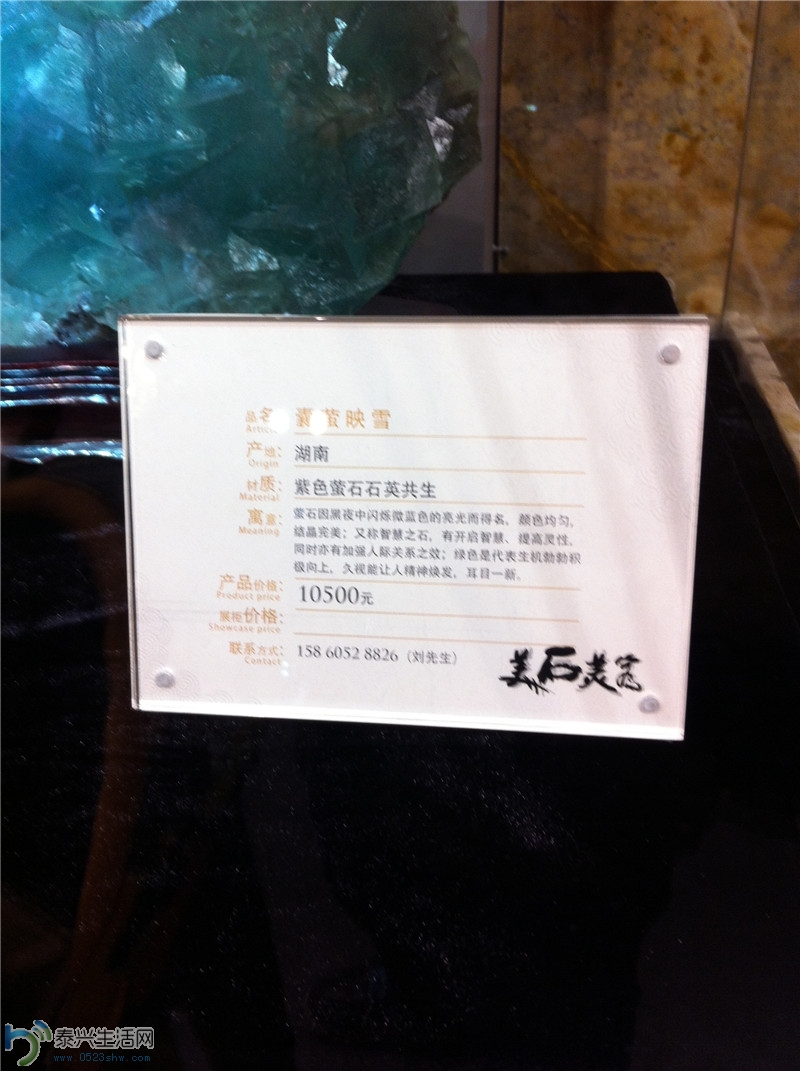 品名： 囊萤映雪
Article
产地： 湖南
Origin
材质： 紫色萤石石英共生
Material
寓意： 萤石因黑夜中闪烁微蓝色的亮光而得名，颜色均匀，
Meaning
结晶完美；又称智慧之石，有开启智慧、提高灵性，
同时亦有加强人际关系之效；绿色是代表生机勃勃积
极向上，久视能让人精神焕发，耳目一新。
产品价格： 10500元
Product price
展柜价格：
Showcase price
联系方式： 158 6052 8826（刘先生）
Contact
美石美家
泰兴生活网
www.0523shw.com